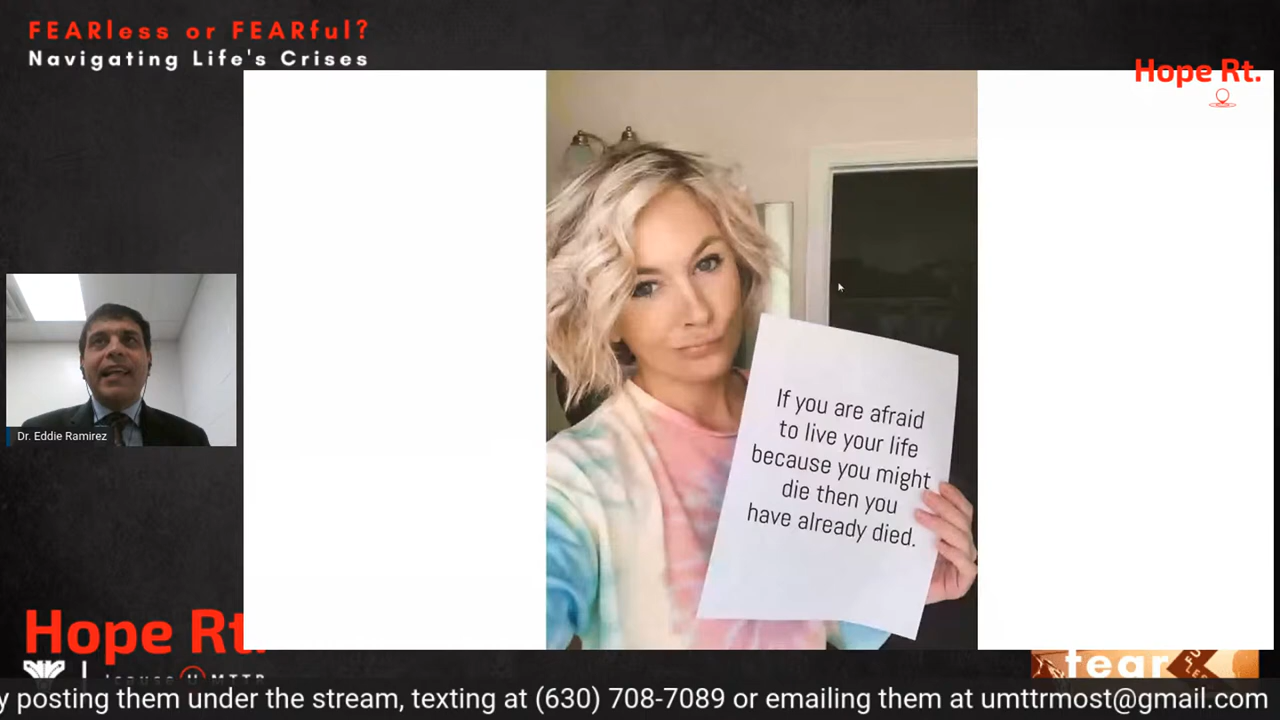 FEARless or FEARful?
Navigating Life's Crises
Hope Rt.
If you are afraid
to live your life
because you might
die then you
have already died.
Dr. Eddie Ramirez
Hope Rt.
fear
y posting them under the stream, texting at (630) 708-7089 or emailing them at umttrmost@gmail.com